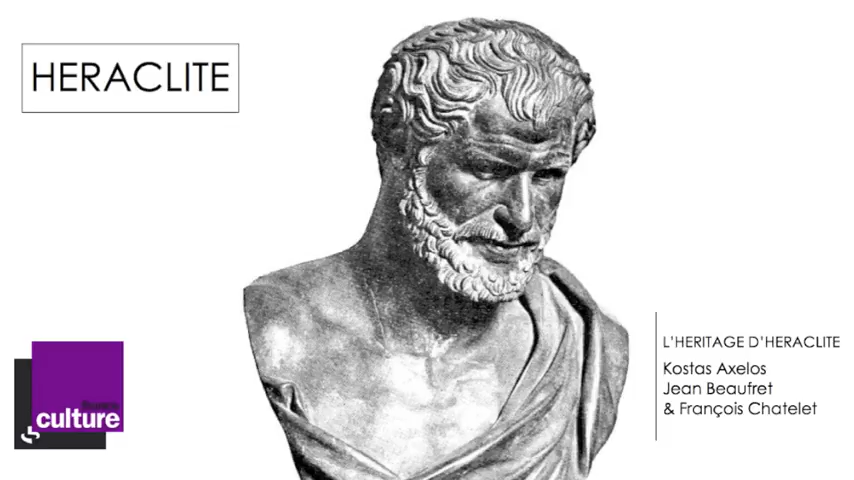 HERACLITE
L'HERITAGE D'HERACLITE
Kostas Axelos
Jean Beaufret
& François Chatelet
culture